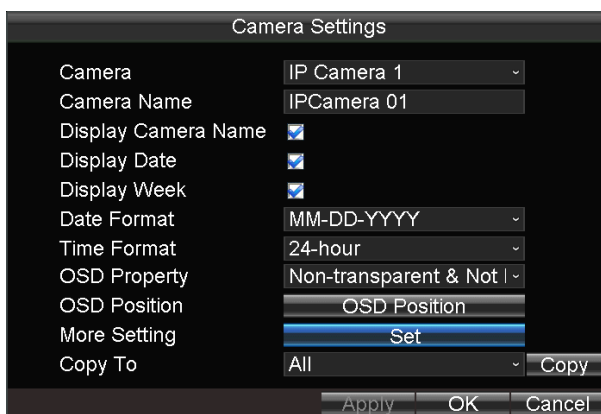 Camera Settings
Camera IP Camera 1
Camera Name IPCamera 01
Display Camera Name
Display Date
Display Week
Date Format MM-DD-YYYY
Time Format 24-hour
OSD Property Non-transparent & Not
OSD Position OSD Position
More Setting Set
Copy To All Copy
Apply OK Cancel